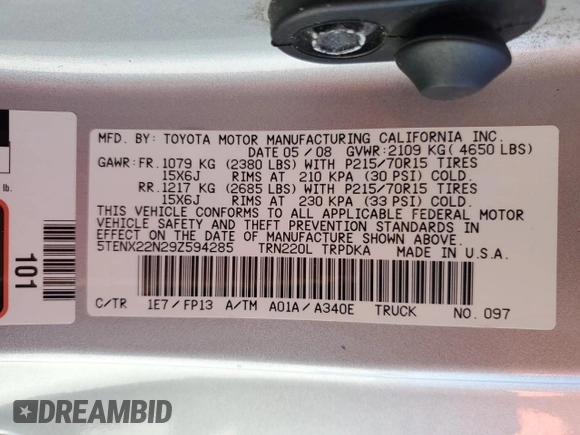 MFD. BY: TOYOTA MOTOR MANUFACTURING CALIFORNIA INC.
DATE 05 / 08 GVWR:2109 KG( 4650 LBS)
GAWR:FR.1079 KG (2380 LBS) WITH P215/70R15 TIRES
15X6J RIMS AT 210 KPA (30 PSI) COLD.
RR.1217 KG (2685 LBS) WITH P215/70R15 TIRES
15X6J RIMS AT 230 KPA (33 PSI) COLD.
THIS VEHICLE CONFORMS TO ALL APPLICABLE FEDERAL MOTOR
VEHICLE SAFETY AND THEFT PREVENTION STANDARDS IN
EFFECT ON THE DATE OF MANUFACTURE SHOWN ABOVE.
5TENX22N29Z594285 TRN220L TRPDKA MADE IN U.S.A.
C/TR 1E7/FP13 A/TM A01A/A340E TRUCK NO. 097
lb.
101
DREAMBID